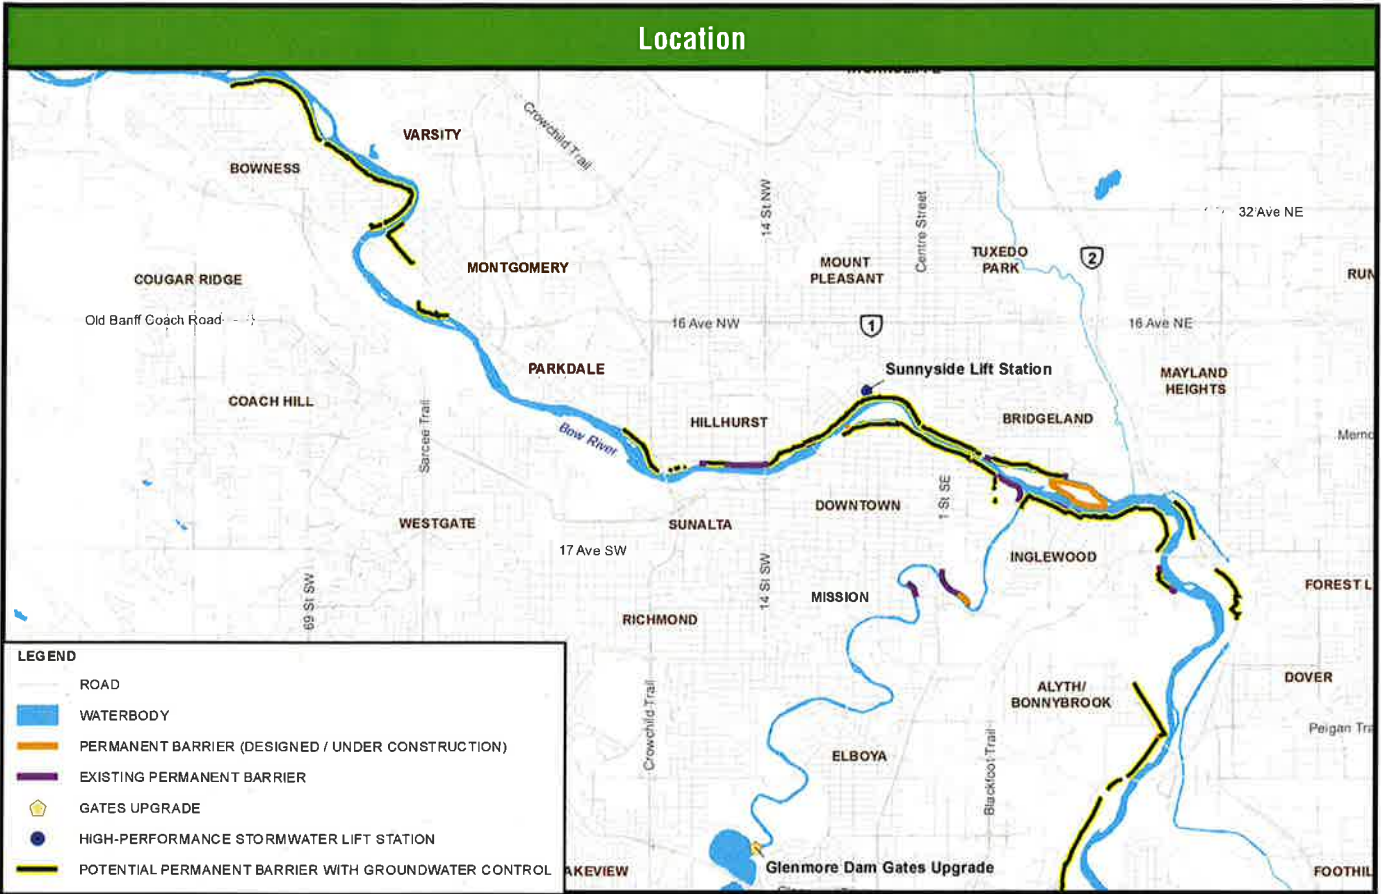 Location
VARSITY
Crowchild Trail
BOWNESS
14 St NW
Centre Street
32 Ave NE
MOUNT
PLEASANT
TUXEDO
PARK
2
MONTGOMERY
COUGAR RIDGE
RUN
Old Banff Coach Road
16 Ave NW
1
16 Ave NE
PARKDALE
Sunnyside Lift Station
MAYLAND
HEIGHTS
COACH HILL
Sarcee Trail
Bow River
HILLHURST
BRIDGELAND
Memo
WESTGATE
SUNALTA
DOWNTOWN
1 St SE
17 Ave SW
INGLEWOOD
69 St SW
14 St SW
MISSION
FOREST L
RICHMOND
LEGEND
ROAD
WATERBODY
PERMANENT BARRIER (DESIGNED / UNDER CONSTRUCTION)
EXISTING PERMANENT BARRIER
GATES UPGRADE
HIGH-PERFORMANCE STORMWATER LIFT STATION
POTENTIAL PERMANENT BARRIER WITH GROUNDWATER CONTROL
Crowchild Trail
ALYTH/
BONNYBROOK
DOVER
Peigan Tra
ELBOYA
Blackfoot Trail
Glenmore Dam Gates Upgrade
AKEVIEW
FOOTHIL